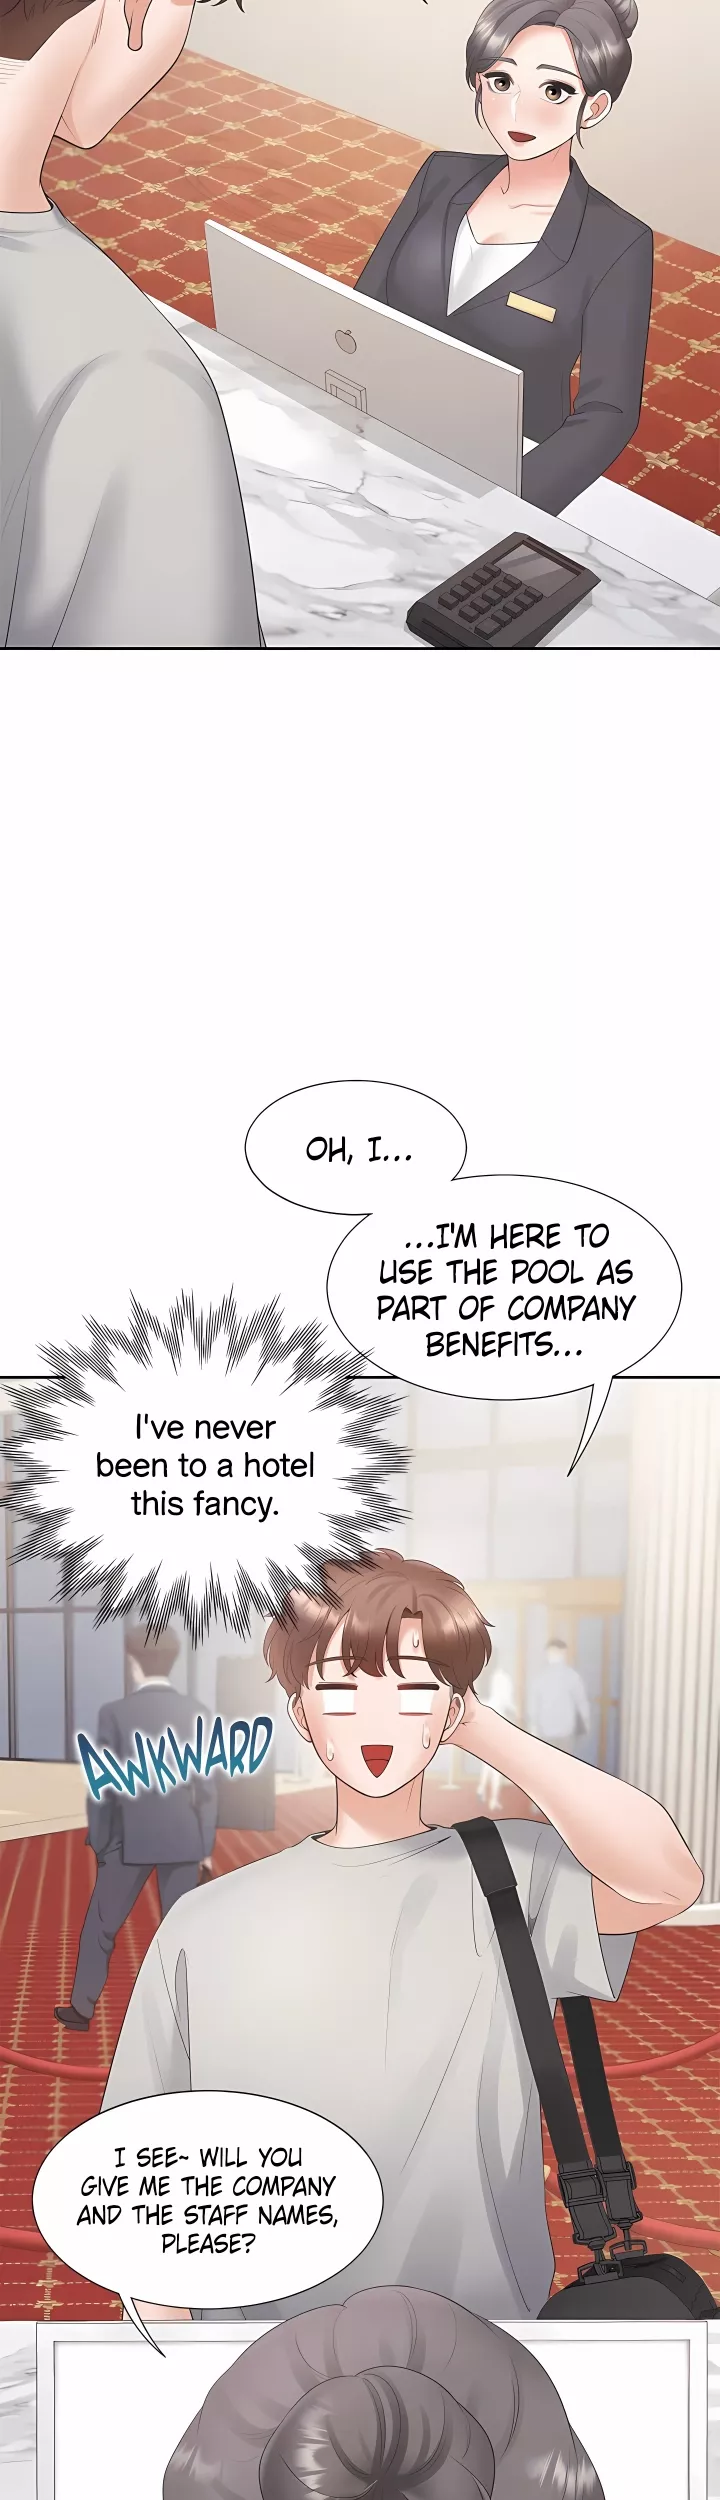 OH, I...
...I'M HERE TO
USE THE POOL AS
PART OF COMPANY
BENEFITS...
I've never
been to a hotel
this fancy.
AWKWARD
I SEE~ WILL YOU
GIVE ME THE COMPANY
AND THE STAFF NAMES,
PLEASE?